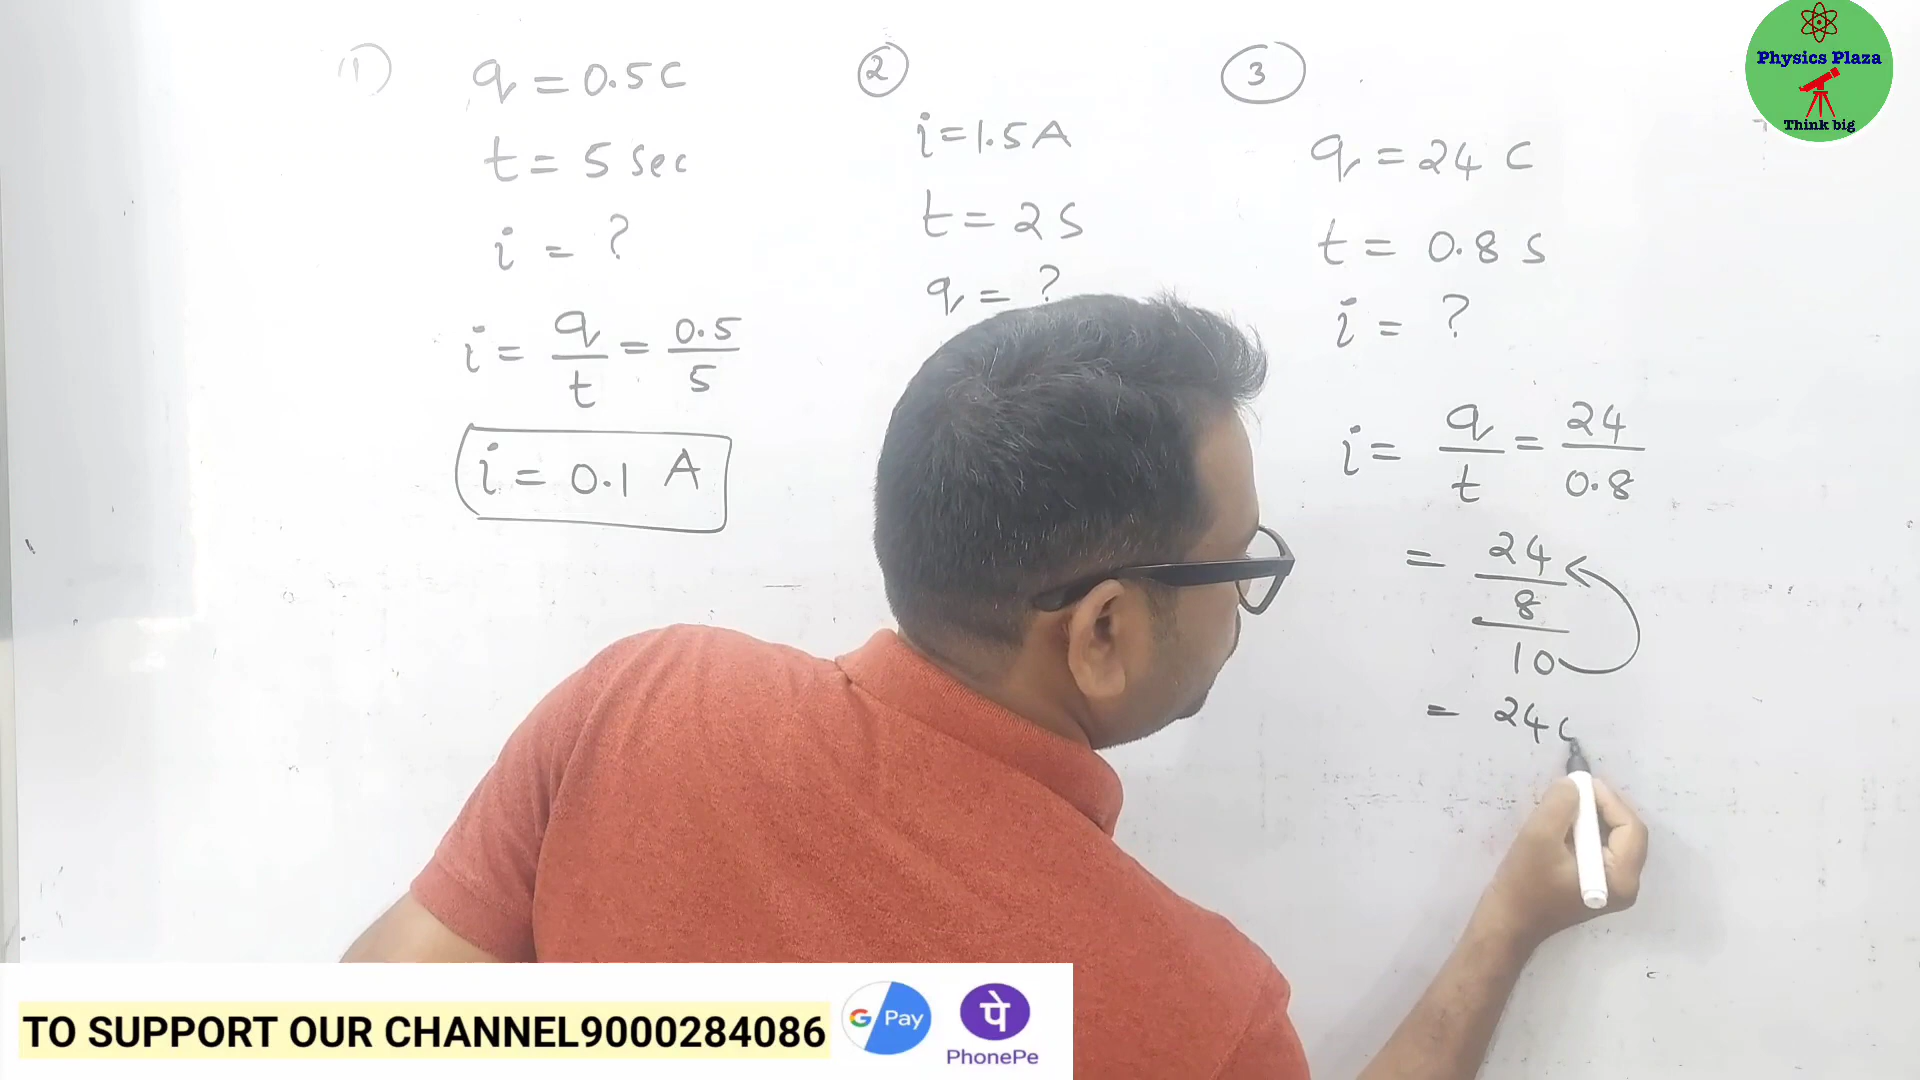 1
q = 0.5 C
t = 5 sec
i = ?
i = q/t = 0.5/5
i = 0.1 A
2
i = 1.5 A
t = 2 S
q = ?
3
q = 24 C
t = 0.8 s
i = ?
i = q/t = 24/0.8
= 24
8
10
= 24
Physics Plaza
Think big
TO SUPPORT OUR CHANNEL9000284086
G Pay
पे
PhonePe